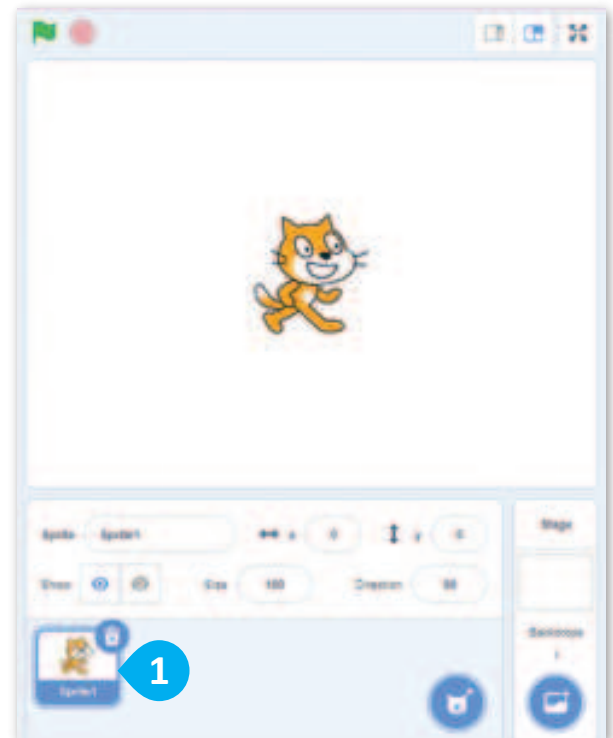 Sprite Sprite1 x 0 y 0 Stage
Show Size 100 Direction 90
Backdrops
1
Sprite1
1